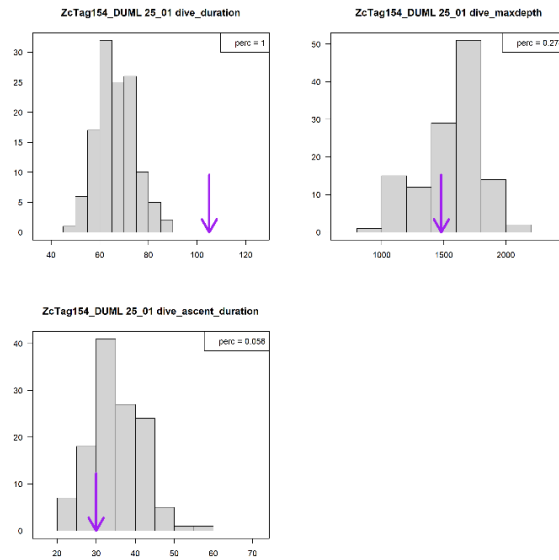 ZcTag154_DUML 25_01 dive_duration
perc = 1
30
25
20
15
10
5
0
40 60 80 100 120
ZcTag154_DUML 25_01 dive_maxdepth
perc = 0.27
50
40
30
20
10
0
1000 1500 2000
ZcTag154_DUML 25_01 dive_ascent_duration
perc = 0.058
40
30
20
10
0
20 30 40 50 60 70